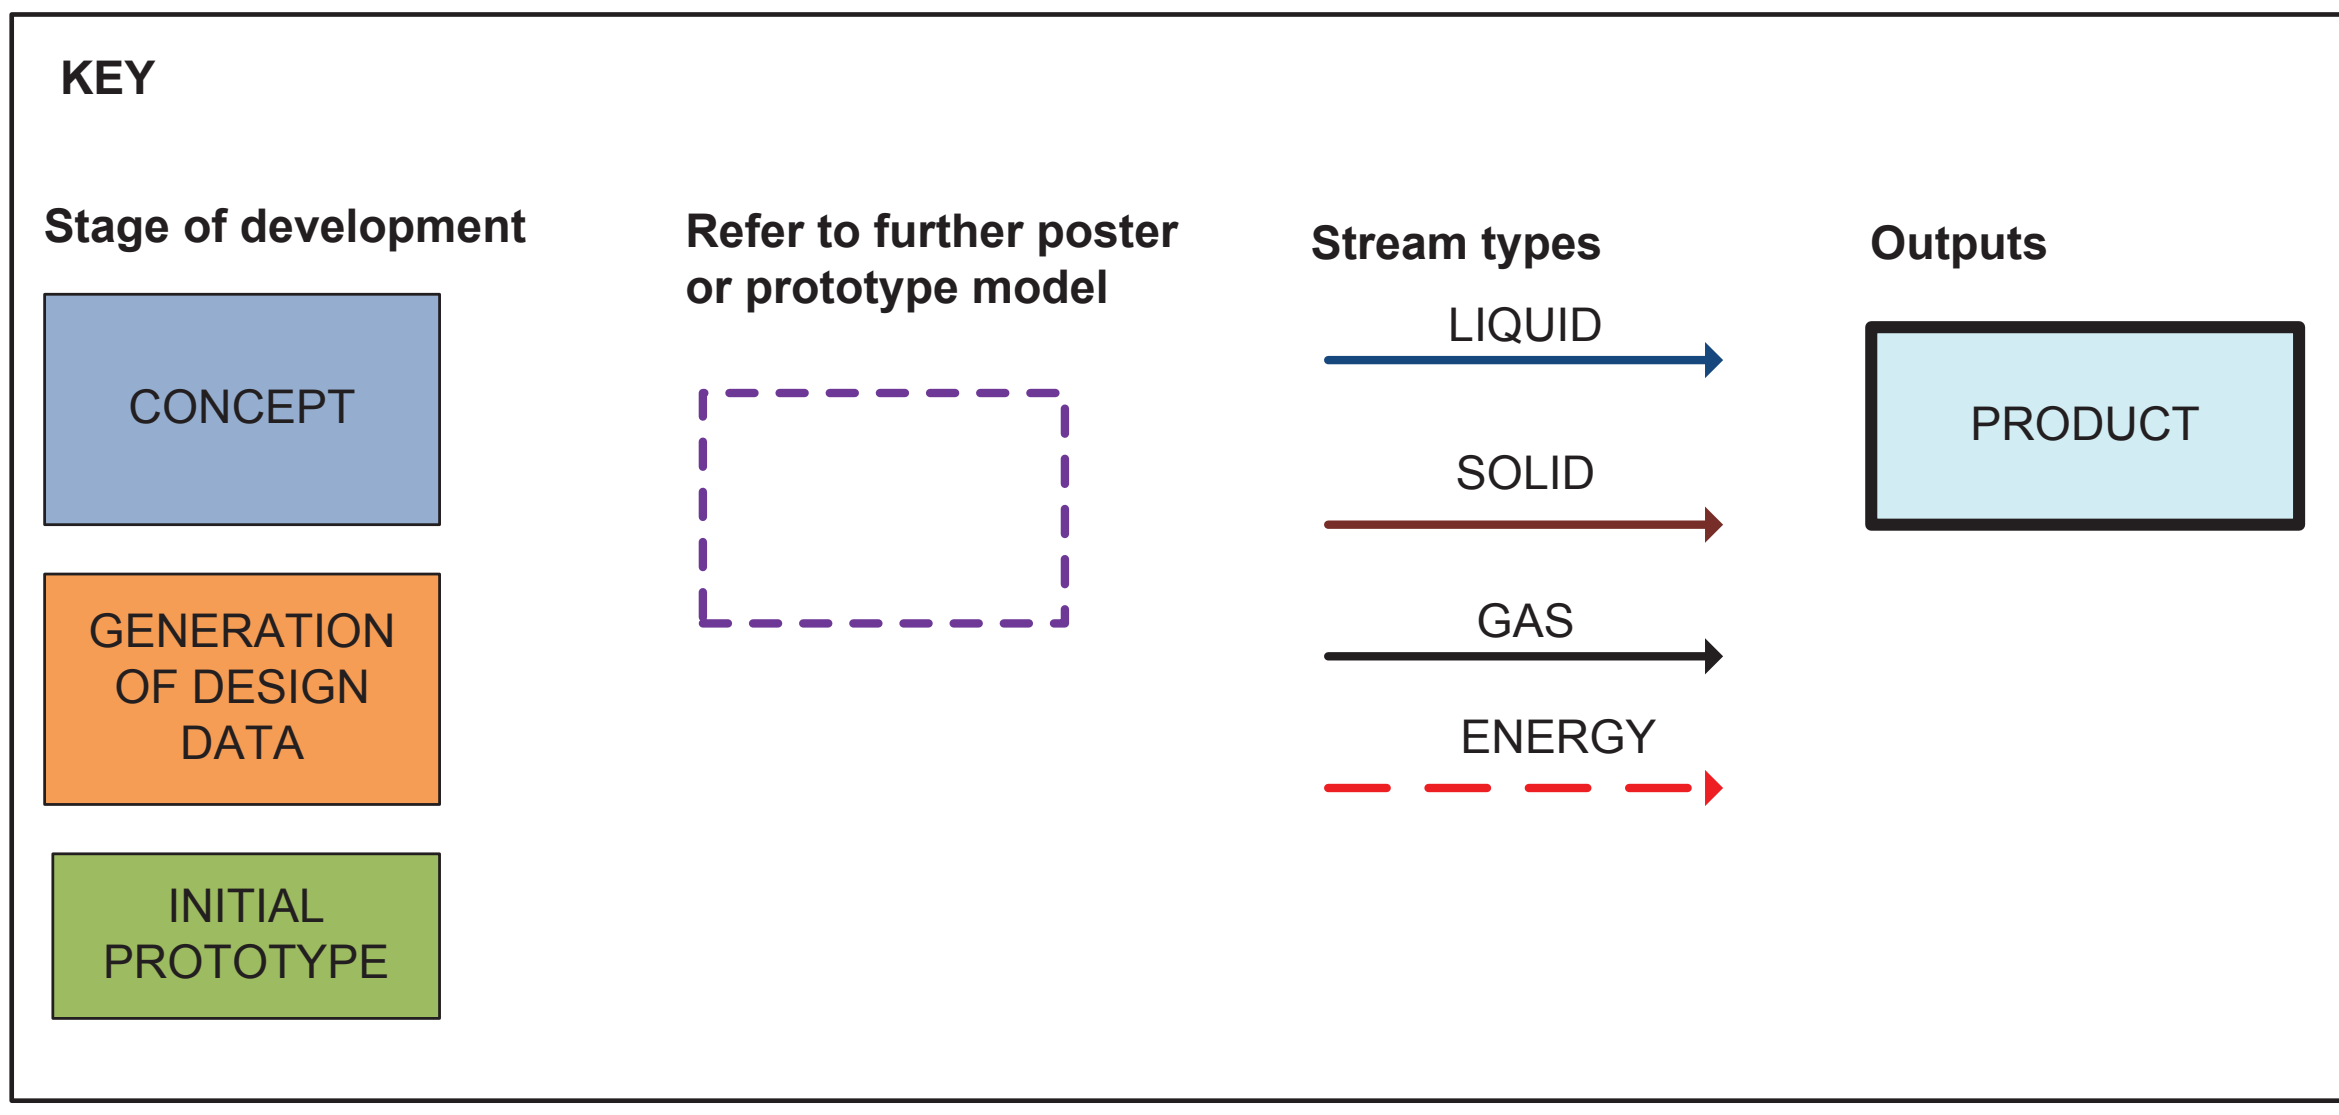 KEY
Stage of development
CONCEPT
GENERATION
OF DESIGN
DATA
INITIAL
PROTOTYPE
Refer to further poster
or prototype model
Stream types
LIQUID
SOLID
GAS
ENERGY
Outputs
PRODUCT